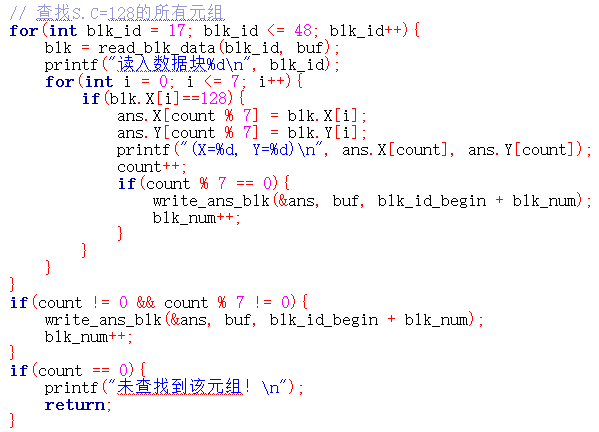 // 查找S.C=128的所有元组
for(int blk_id = 17; blk_id <= 48; blk_id++){
    blk = read_blk_data(blk_id, buf);
    printf("读入数据块%d\n", blk_id);
    for(int i = 0; i <= 7; i++){
        if(blk.X[i]==128){
            ans.X[count % 7] = blk.X[i];
            ans.Y[count % 7] = blk.Y[i];
            printf("(X=%d, Y=%d)\n", ans.X[count], ans.Y[count]);
            count++;
            if(count % 7 == 0){
                write_ans_blk(&ans, buf, blk_id_begin + blk_num);
                blk_num++;
            }
        }
    }
}
if(count != 0 && count % 7 != 0){
    write_ans_blk(&ans, buf, blk_id_begin + blk_num);
    blk_num++;
}
if(count == 0){
    printf("未查找到该元组！\n");
    return;
}